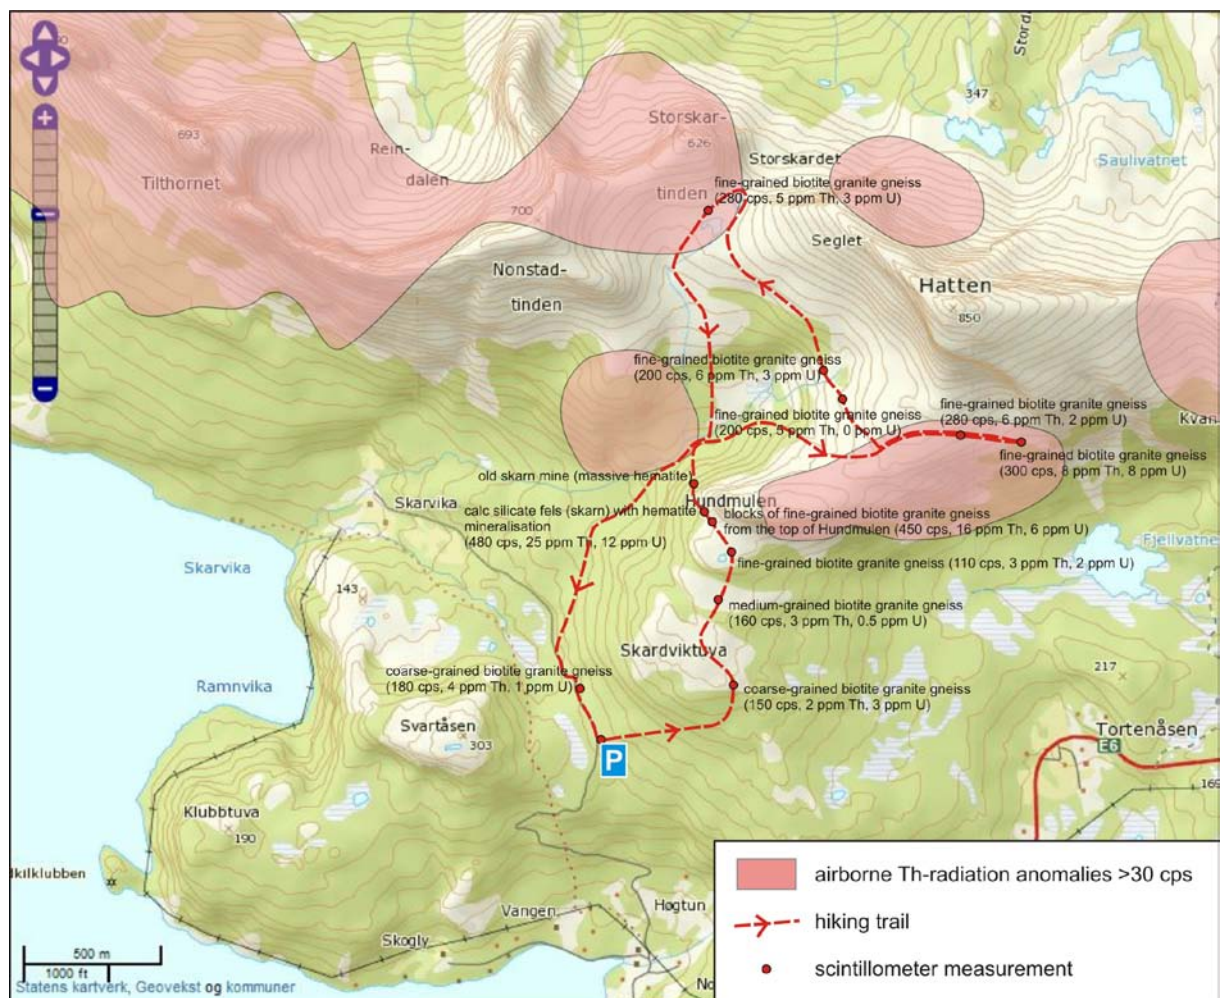 347
Stord
693
Storskar-
626
tinden
Rein-
dalen
Tilthornet
Storskardet
Saulivatnet
fine-grained biotite granite gneiss
(280 cps, 5 ppm Th, 3 ppm U)
700
Seglet
Nonstad-
tinden
Hatten
850
fine-grained biotite granite gneiss
(200 cps, 6 ppm Th, 3 ppm U)
fine-grained biotite granite gneiss
(280 cps, 6 ppm Th, 2 ppm U)
fine-grained biotite granite gneiss
(200 cps, 5 ppm Th, 0 ppm U)
Kvan
fine-grained biotite granite gneiss
(300 cps, 8 ppm Th, 8 ppm U)
old skarn mine (massive hematite)
Skarvika
Hundmulen
calc silicate fels (skarn) with hematite
mineralisation
(480 cps, 25 ppm Th, 12 ppm U)
blocks of fine-grained biotite granite gneiss
from the top of Hundmulen (450 cps, 16 ppm Th, 6 ppm U)
Fjellvatnet
fine-grained biotite granite gneiss (110 cps, 3 ppm Th, 2 ppm U)
Skarvika
143
medium-grained biotite granite gneiss
(160 cps, 3 ppm Th, 0.5 ppm U)
Skardviktuva
217
coarse-grained biotite granite gneiss
(180 cps, 4 ppm Th. 1 ppm U)
Ramnvika
coarse-grained biotite granite gneiss
(150 cps, 2 ppm Th, 3 ppm U)
Svartåsen
303
Tortenåsen
E6
P
169
Klubbtuva
190
lkilklubben
Vangen
Høgtun
Skogly
No
airborne Th-radiation anomalies >30 cps
hiking trail
scintillometer measurement
500 m
1000 ft
Statens kartverk, Geovekst og kommuner